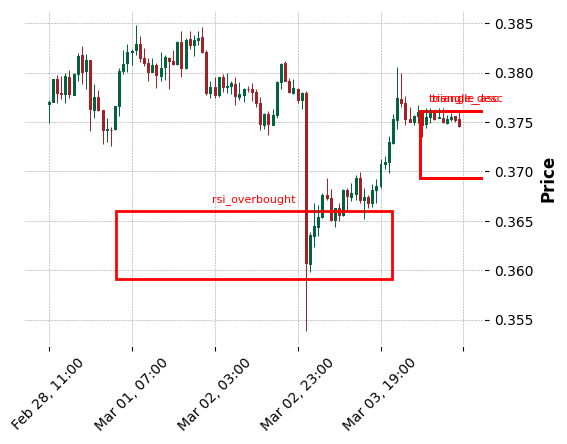 0.385
0.380
0.375
0.370
0.365
0.360
0.355
Price
rsi_overbought
triangle_desc
Feb 28, 11:00
Mar 01, 07:00
Mar 02, 03:00
Mar 02, 23:00
Mar 03, 19:00